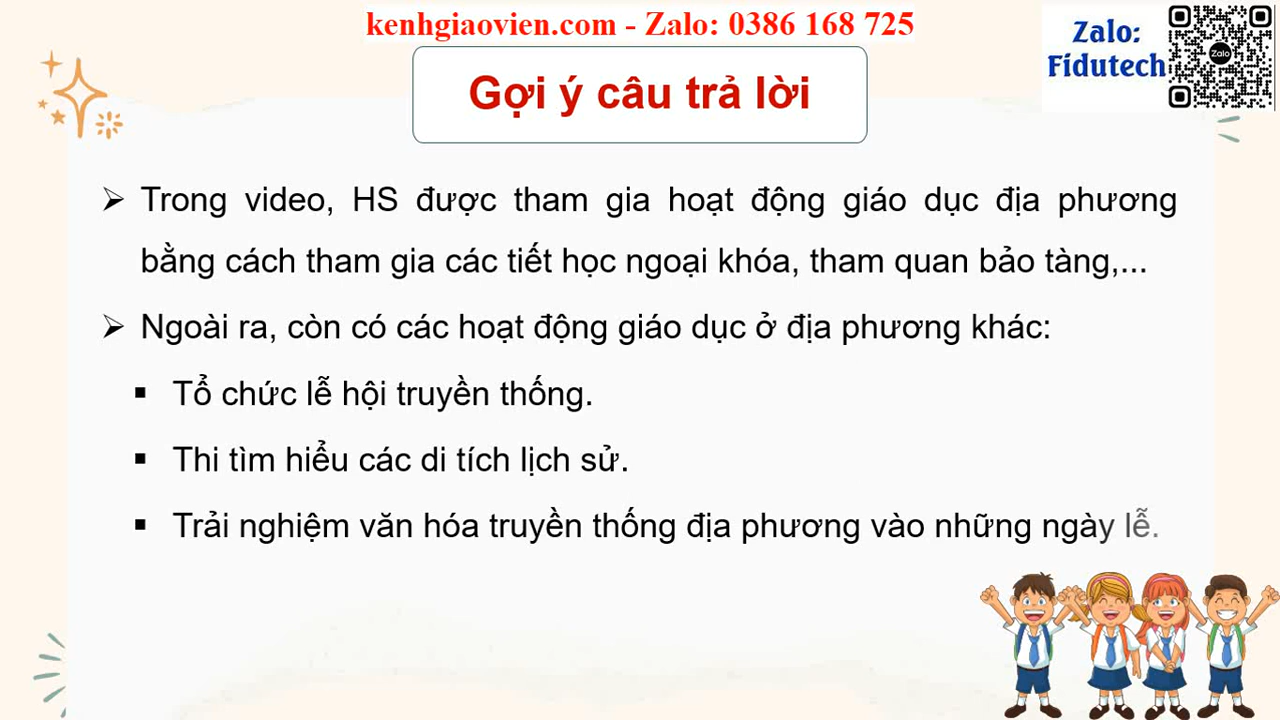 kenhgiaovien.com - Zalo: 0386 168 725
Zalo:
Fidutech
Zalo
Gợi ý câu trả lời
Trong video, HS được tham gia hoạt động giáo dục địa phương
bằng cách tham gia các tiết học ngoại khóa, tham quan bảo tàng,...
Ngoài ra, còn có các hoạt động giáo dục ở địa phương khác:
Tổ chức lễ hội truyền thống.
Thi tìm hiểu các di tích lịch sử.
Trải nghiệm văn hóa truyền thống địa phương vào những ngày lễ.